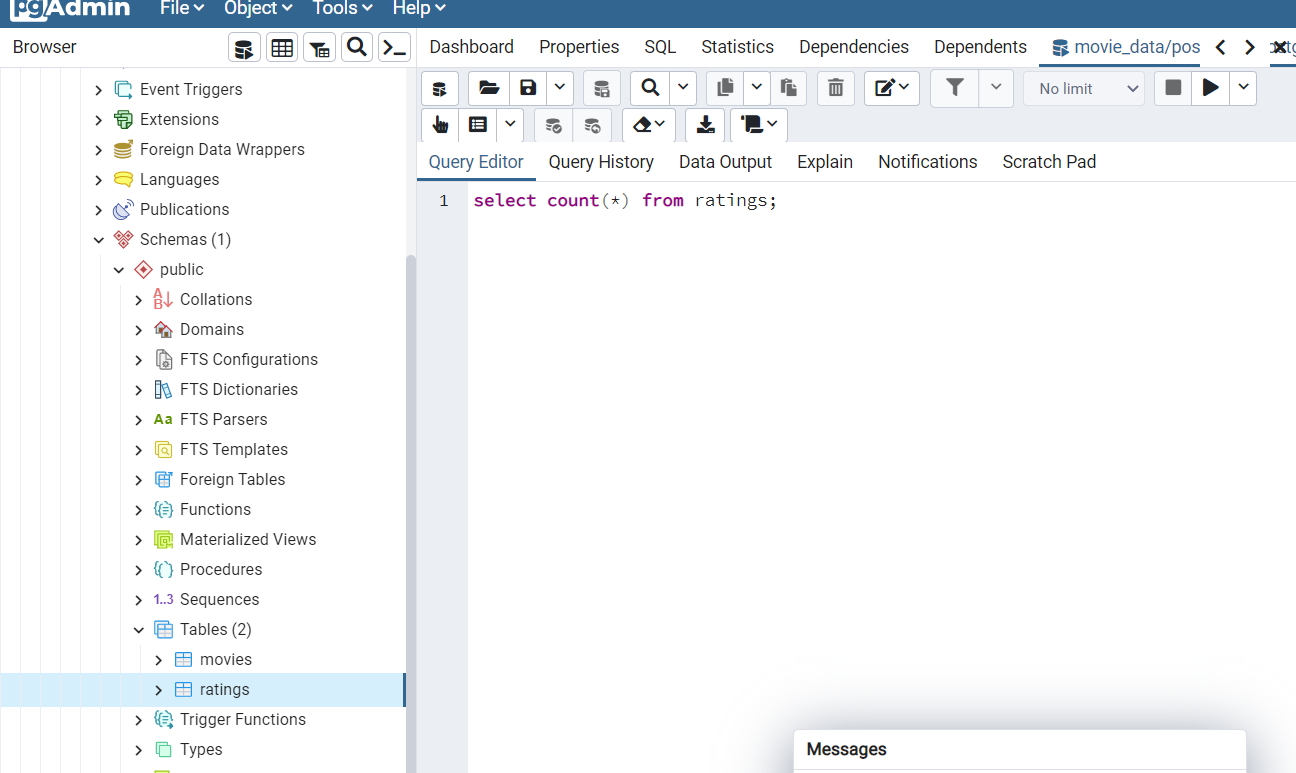 pgAdmin File Object Tools Help
Browser
Dashboard Properties SQL Statistics Dependencies Dependents movie_data/pos
No limit
Query Editor Query History Data Output Explain Notifications Scratch Pad
1 select count(*) from ratings;
Event Triggers
Extensions
Foreign Data Wrappers
Languages
Publications
Schemas (1)
public
Collations
Domains
FTS Configurations
FTS Dictionaries
Aa FTS Parsers
FTS Templates
Foreign Tables
Functions
Materialized Views
Procedures
1..3 Sequences
Tables (2)
movies
ratings
Trigger Functions
Types
Messages